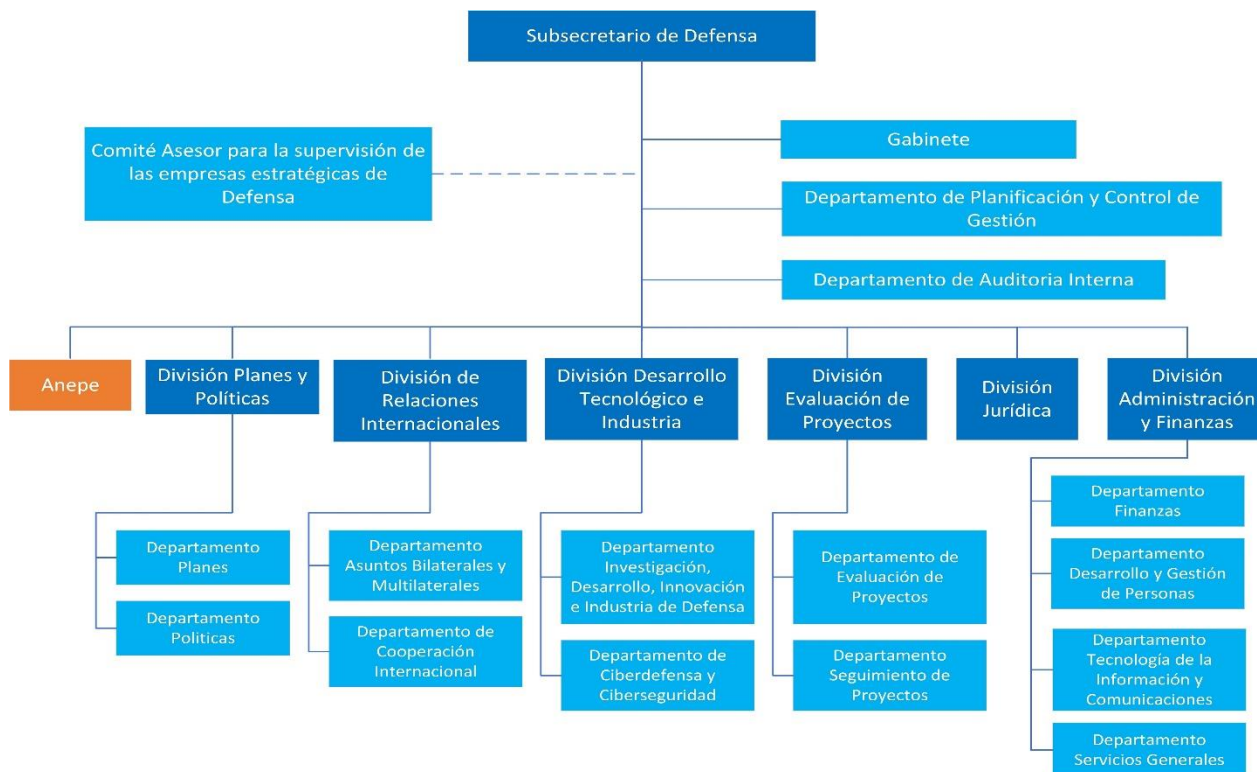 Subsecretario de Defensa
Comité Asesor para la supervisión de
las empresas estratégicas de
Defensa
Gabinete
Departamento de Planificación y Control de
Gestión
Departamento de Auditoria Interna
Anepe
División Planes y
Políticas
División de
Relaciones
Internacionales
División Desarrollo
Tecnológico e
Industria
División
Evaluación de
Proyectos
División
Jurídica
División
Administración
y Finanzas
Departamento
Planes
Departamento
Politicas
Departamento
Asuntos Bilaterales y
Multilaterales
Departamento de
Cooperación
Internacional
Departamento
Investigación,
Desarrollo, Innovación
e Industria de Defensa
Departamento de
Ciberdefensa y
Ciberseguridad
Departamento de
Evaluación de
Proyectos
Departamento
Seguimiento de
Proyectos
Departamento
Finanzas
Departamento
Desarrollo y Gestión
de Personas
Departamento
Tecnología de la
Información y
Comunicaciones
Departamento
Servicios Generales